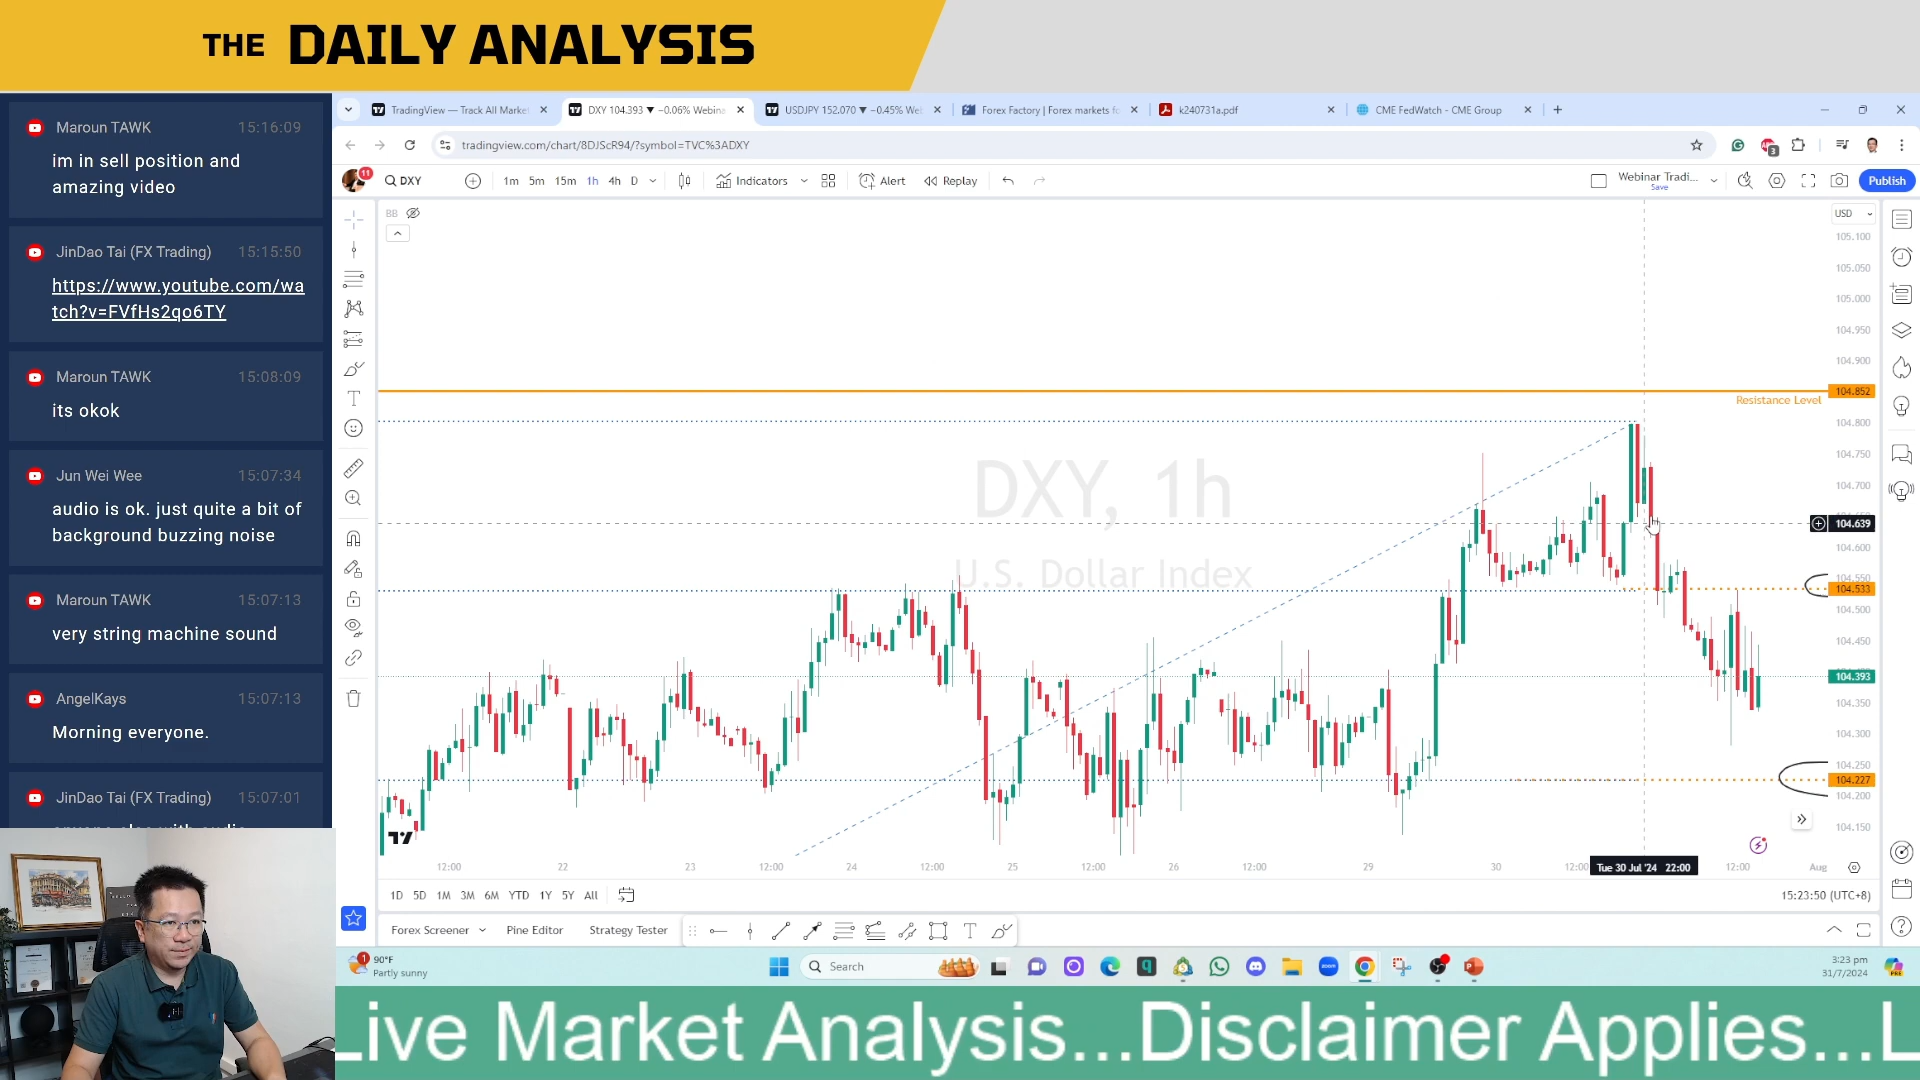 THE DAILY ANALYSIS
Maroun TAWK 15:16:09
im in sell position and
amazing video
JinDao Tai (FX Trading) 15:15:50
https://www.youtube.com/wa
tch?v=FVfHs2qo6TY
Maroun TAWK 15:08:09
its okok
Jun Wei Wee 15:07:34
audio is ok. just quite a bit of
background buzzing noise
Maroun TAWK 15:07:13
very string machine sound
AngelKays 15:07:13
Morning everyone.
JinDao Tai (FX Trading) 15:07:01
TradingView — Track All Market
DXY 104.393 ▼ −0.06% Webina
USDJPY 152.070 ▼ −0.45% We
Forex Factory | Forex markets fo
k240731a.pdf
CME FedWatch - CME Group
tradingview.com/chart/8DJScR94/?symbol=TVC%3ADXY
3
11
DXY 1m 5m 15m 1h 4h D Indicators Alert Replay
Webinar Tradi...
Save
Publish
BB
USD
DXY, 1h
U.S. Dollar Index
105.100
105.050
105.000
104.950
104.900
104.852
Resistance Level
104.800
104.750
104.700
104.639
104.600
104.533
104.500
104.450
104.393
104.350
104.300
104.250
104.227
104.200
104.150
12:00 22 23 12:00 24 12:00 25 12:00 26 12:00 29 30 12:00 Tue 30 Jul '24 22:00 12:00 Aug
1D 5D 1M 3M 6M YTD 1Y 5Y All
15:23:50 (UTC+8)
Forex Screener Pine Editor Strategy Tester
1
90°F
Partly sunny
Search
zoom
3:23 pm
31/7/2024
PRE
Live Market Analysis...Disclaimer Applies...L